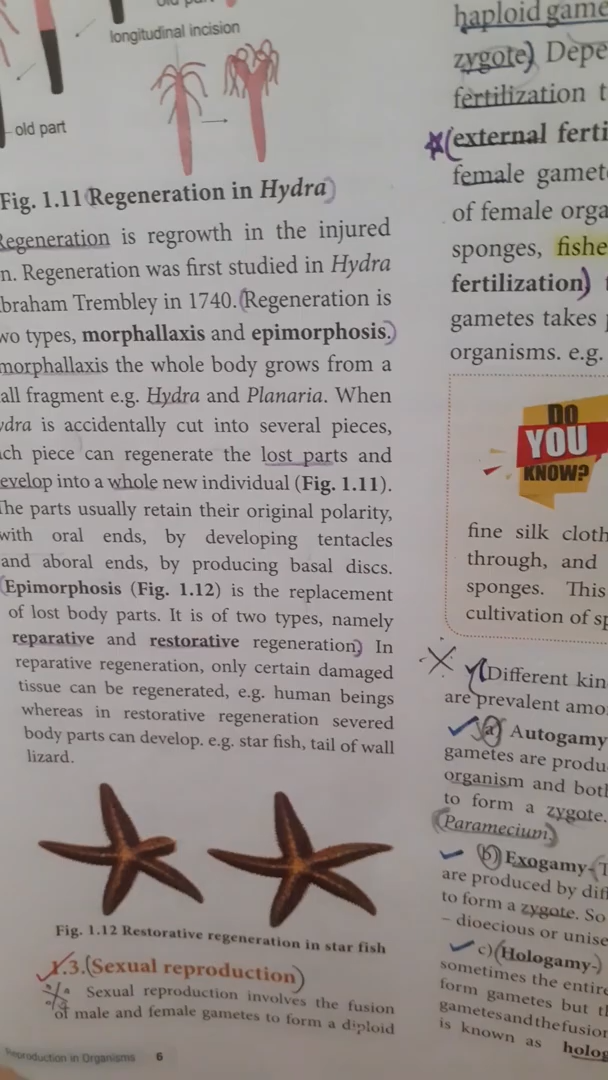 longitudinal incision
old part
Fig. 1.11 Regeneration in Hydra
Regeneration is regrowth in the injured
n. Regeneration was first studied in Hydra
braham Trembley in 1740. (Regeneration is
wo types, morphallaxis and epimorphosis.)
morphallaxis the whole body grows from a
all fragment e.g. Hydra and Planaria. When
ydra is accidentally cut into several pieces,
ch piece can regenerate the lost parts and
evelop into a whole new individual (Fig. 1.11).
The parts usually retain their original polarity,
with oral ends, by developing tentacles
and aboral ends, by producing basal discs.
Epimorphosis (Fig. 1.12) is the replacement
of lost body parts. It is of two types, namely
reparative and restorative regeneration) In
reparative regeneration, only certain damaged
tissue can be regenerated, e.g. human beings
whereas in restorative regeneration severed
body parts can develop. e.g. star fish, tail of wall
lizard.
Fig. 1.12 Restorative regeneration in star fish
1.3.(Sexual reproduction)
Sexual reproduction involves the fusion
of male and female gametes to form a diploid
Reproduction in Organisms 6
haploid game
zygote) Depe
fertilization t
(external ferti
female gamet
of female orga
sponges, fishe
fertilization)
gametes takes
organisms. e.g.
DO
YOU
KNOW?
fine silk cloth
through, and
sponges. This
cultivation of sp
(Different kin
are prevalent amo
a) Autogamy
gametes are produ
organism and both
to form a zygote.
(Paramecium)
b) Exogamy-
are produced by diff
to form a zygote. So
– dioecious or unise
c) (Hologamy-)
sometimes the entire
form gametes but th
gametes and the fusion
is known as holog